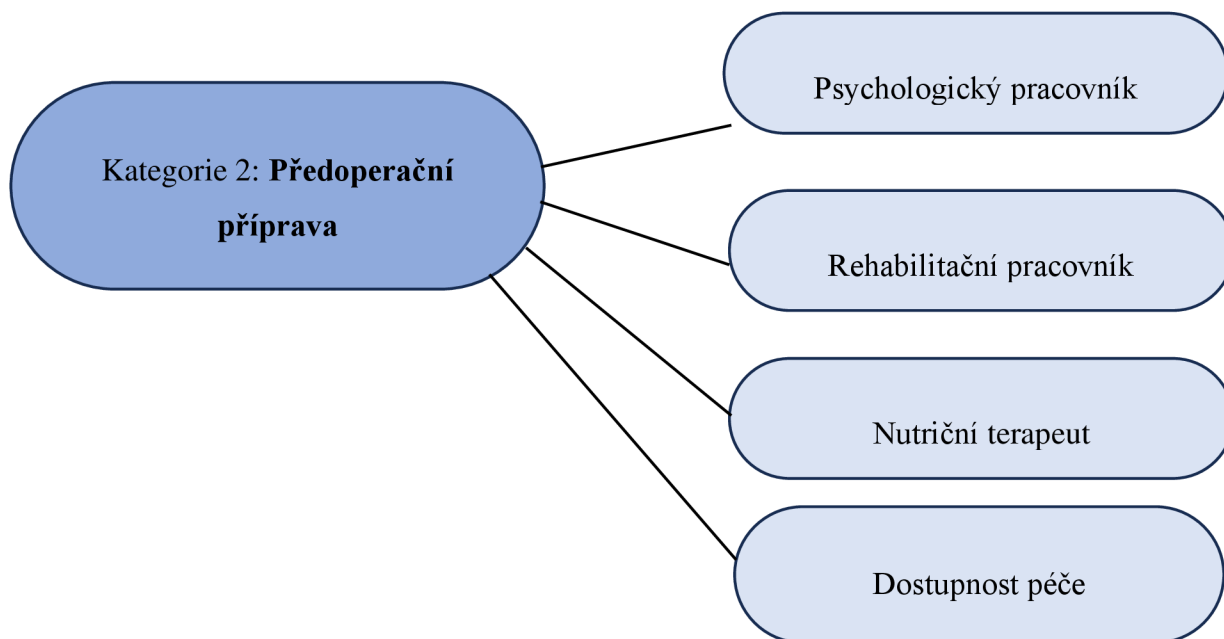 Kategorie 2: Předoperační
příprava
Psychologický pracovník
Rehabilitační pracovník
Nutriční terapeut
Dostupnost péče